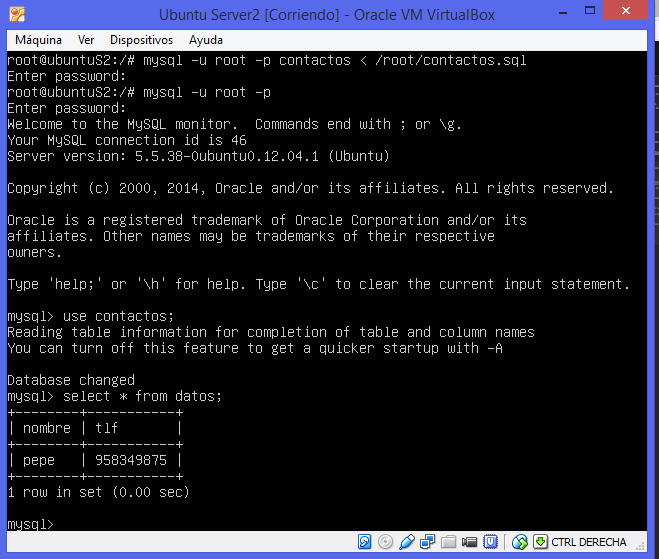 Ubuntu Server2 [Corriendo] - Oracle VM VirtualBox
Máquina Ver Dispositivos Ayuda
root@ubuntuS2:/# mysql -u root -p contactos < /root/contactos.sql
Enter password:
root@ubuntuS2:/# mysql -u root -p
Enter password:
Welcome to the MySQL monitor.  Commands end with ; or \g.
Your MySQL connection id is 46
Server version: 5.5.38-0ubuntu0.12.04.1 (Ubuntu)
Copyright (c) 2000, 2014, Oracle and/or its affiliates. All rights reserved.
Oracle is a registered trademark of Oracle Corporation and/or its
affiliates. Other names may be trademarks of their respective
owners.
Type 'help;' or '\h' for help. Type '\c' to clear the current input statement.
mysql> use contactos;
Reading table information for completion of table and column names
You can turn off this feature to get a quicker startup with -A
Database changed
mysql> select * from datos;
+--------+-----------+
| nombre | tlf       |
+--------+-----------+
| pepe   | 958349875 |
+--------+-----------+
1 row in set (0.00 sec)
mysql>
CTRL DERECHA